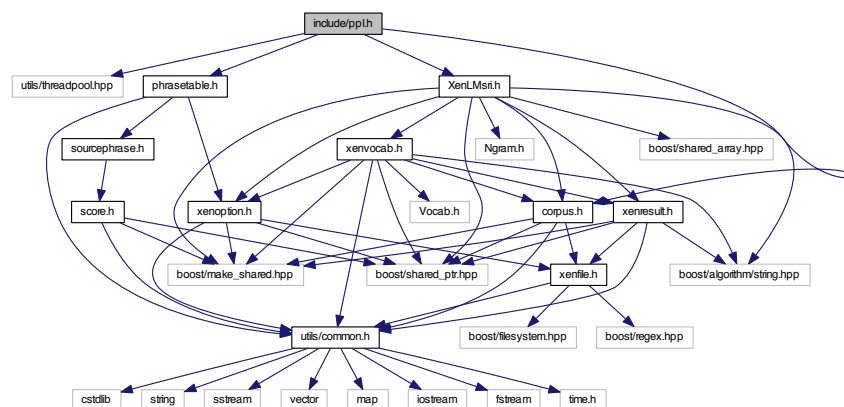 include/ppl.h
utils/threadpool.hpp
phrasetable.h
XenLMsri.h
sourcephrase.h
xenvocab.h
Ngram.h
boost/shared_array.hpp
score.h
xenoption.h
Vocab.h
corpus.h
xenresult.h
boost/make_shared.hpp
boost/shared_ptr.hpp
xenfile.h
boost/algorithm/string.hpp
utils/common.h
boost/filesystem.hpp
boost/regex.hpp
cstdlib
string
sstream
vector
map
iostream
fstream
time.h